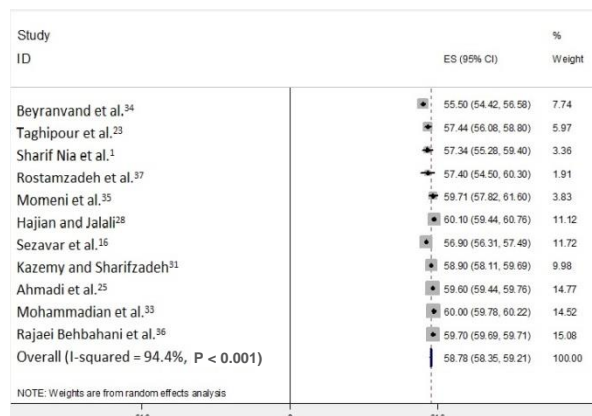 Study %
ID ES (95% CI) Weight
Beyranvand et al.³⁴ 55.50 (54.42, 56.58) 7.74
Taghipour et al.²³ 57.44 (56.08, 58.80) 5.97
Sharif Nia et al.¹ 57.34 (55.28, 59.40) 3.36
Rostamzadeh et al.³⁷ 57.40 (54.50, 60.30) 1.91
Momeni et al.³⁵ 59.71 (57.82, 61.60) 3.83
Hajian and Jalali²⁸ 60.10 (59.44, 60.76) 11.12
Sezavar et al.¹⁶ 56.90 (56.31, 57.49) 11.72
Kazemy and Sharifzadeh³¹ 58.90 (58.11, 59.69) 9.98
Ahmadi et al.²⁵ 59.60 (59.44, 59.76) 14.77
Mohammadian et al.³³ 60.00 (59.78, 60.22) 14.52
Rajaei Behbahani et al.³⁶ 59.70 (59.69, 59.71) 15.08
Overall (I-squared = 94.4%, P < 0.001) 58.78 (58.35, 59.21) 100.00
NOTE: Weights are from random effects analysis